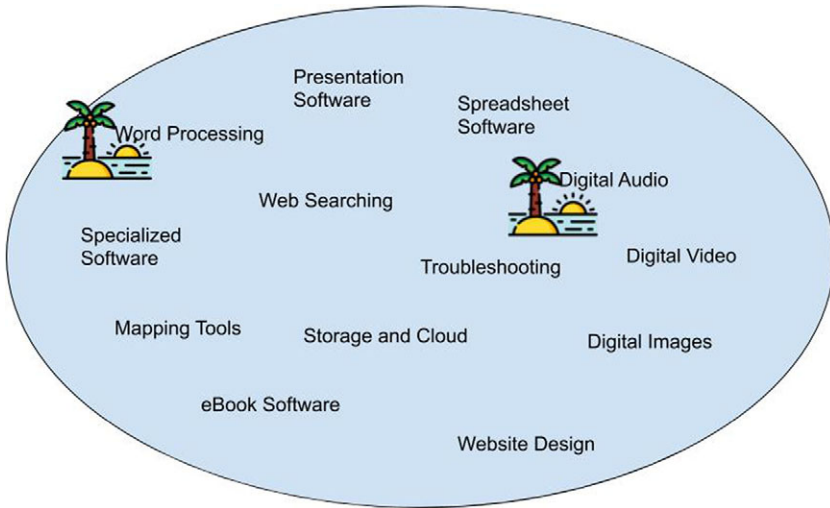 Presentation
Software
Spreadsheet
Software
Word Processing
Digital Audio
Web Searching
Specialized
Software
Digital Video
Troubleshooting
Mapping Tools
Storage and Cloud
Digital Images
eBook Software
Website Design